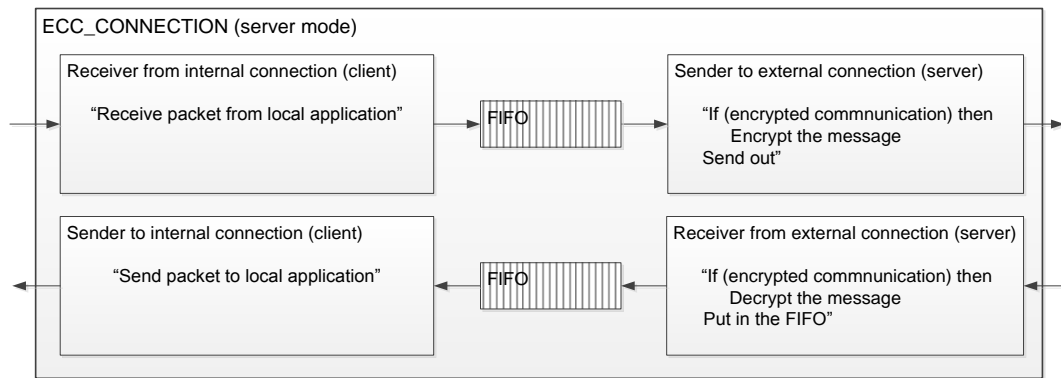 ECC_CONNECTION (server mode)
Receiver from internal connection (client)
“Receive packet from local application”
FIFO
Sender to external connection (server)
“If (encrypted commnunication) then
Encrypt the message
Send out”
Sender to internal connection (client)
“Send packet to local application”
FIFO
Receiver from external connection (server)
“If (encrypted commnunication) then
Decrypt the message
Put in the FIFO”